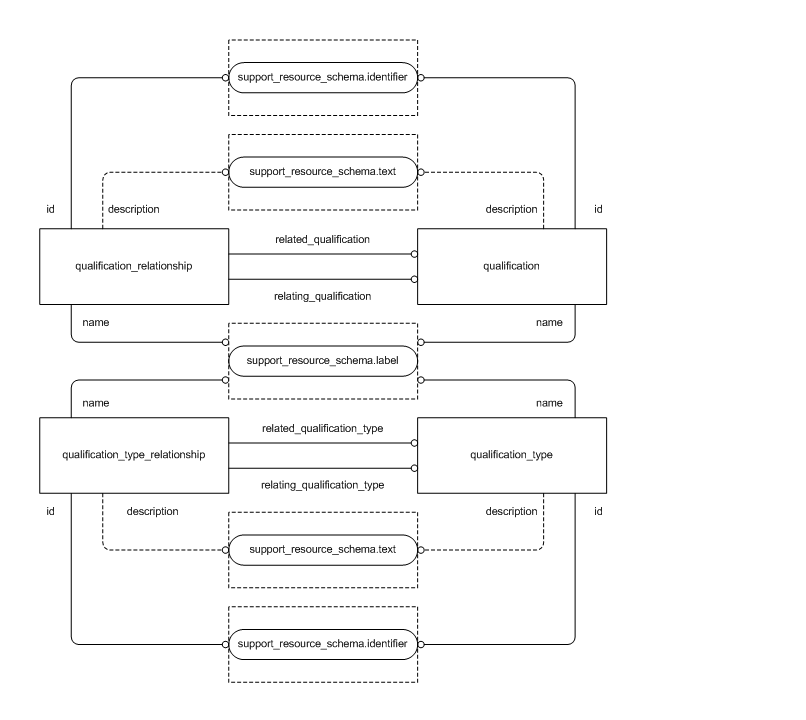 support_resource_schema.identifier
support_resource_schema.text
id
description
description
id
related_qualification
qualification_relationship
qualification
relating_qualification
name
name
support_resource_schema.label
name
name
related_qualification_type
qualification_type_relationship
qualification_type
relating_qualification_type
id
description
description
id
support_resource_schema.text
support_resource_schema.identifier